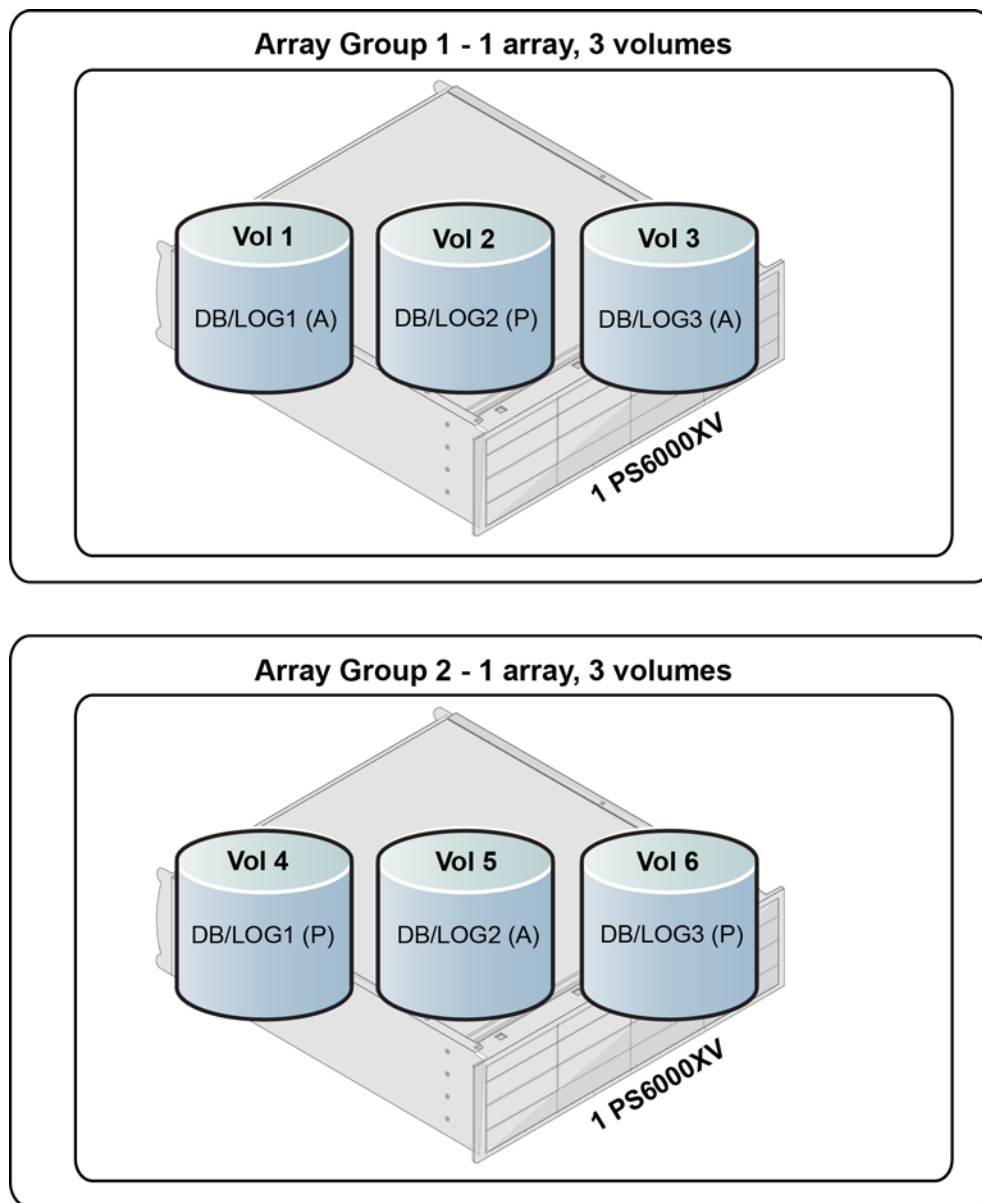 Array Group 1 - 1 array, 3 volumes
Vol 1
Vol 2
Vol 3
DB/LOG1 (A)
DB/LOG2 (P)
DB/LOG3 (A)
1 PS6000XV
Array Group 2 - 1 array, 3 volumes
Vol 4
Vol 5
Vol 6
DB/LOG1 (P)
DB/LOG2 (A)
DB/LOG3 (P)
1 PS6000XV